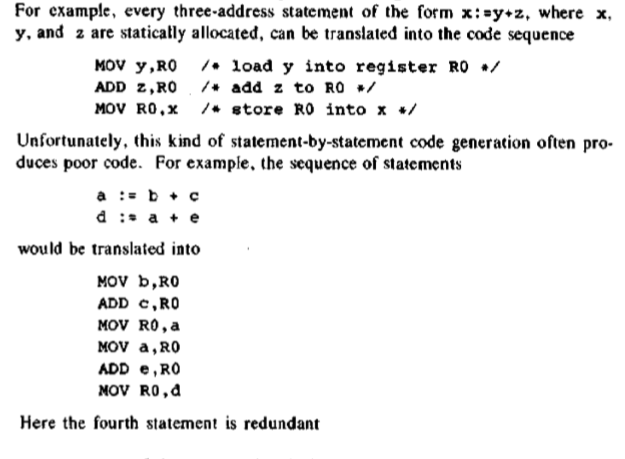 For example, every three-address statement of the form x:=y+z, where x,
y, and z are statically allocated, can be translated into the code sequence
MOV y,R0 /* load y into register R0 */
ADD z,R0 /* add z to R0 */
MOV R0,x /* store R0 into x */
Unfortunately, this kind of statement-by-statement code generation often pro-
duces poor code. For example, the sequence of statements
a := b + c
d := a + e
would be translated into
MOV b,R0
ADD c,R0
MOV R0,a
MOV a,R0
ADD e,R0
MOV R0,d
Here the fourth statement is redundant